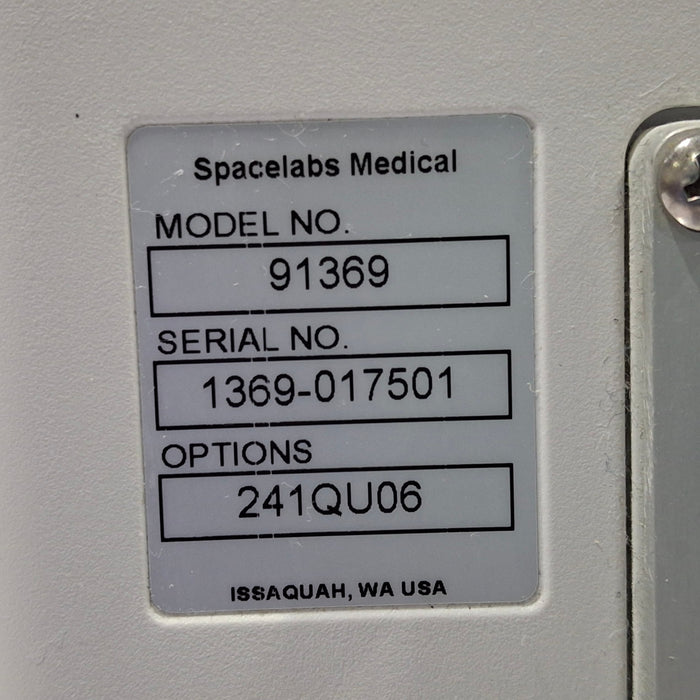 Spacelabs Medical
MODEL NO.
91369
SERIAL NO.
1369-017501
OPTIONS
241QU06
ISSAQUAH, WA USA